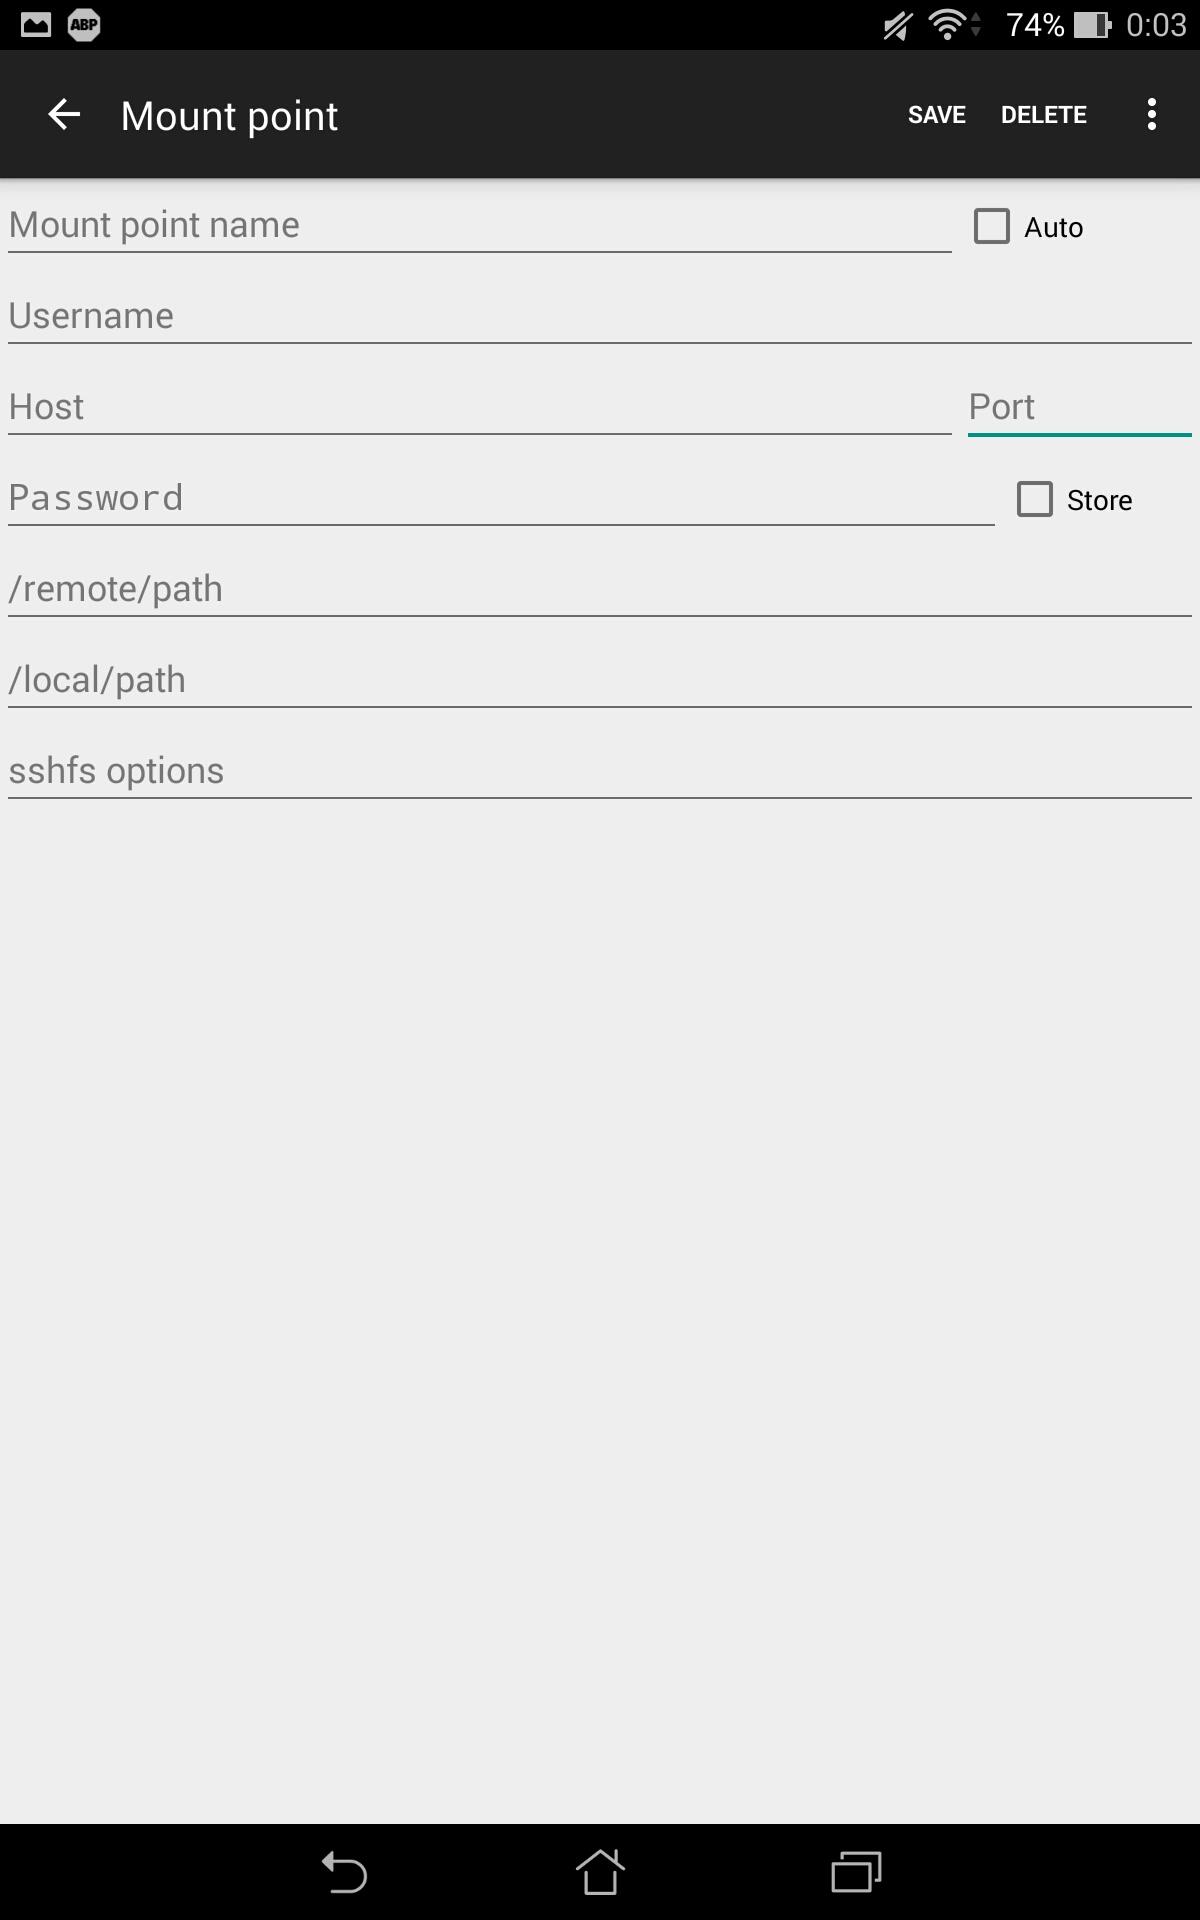 ABP 74% 0:03
Mount point SAVE DELETE
Mount point name Auto
Username
Host Port
Password Store
/remote/path
/local/path
sshfs options